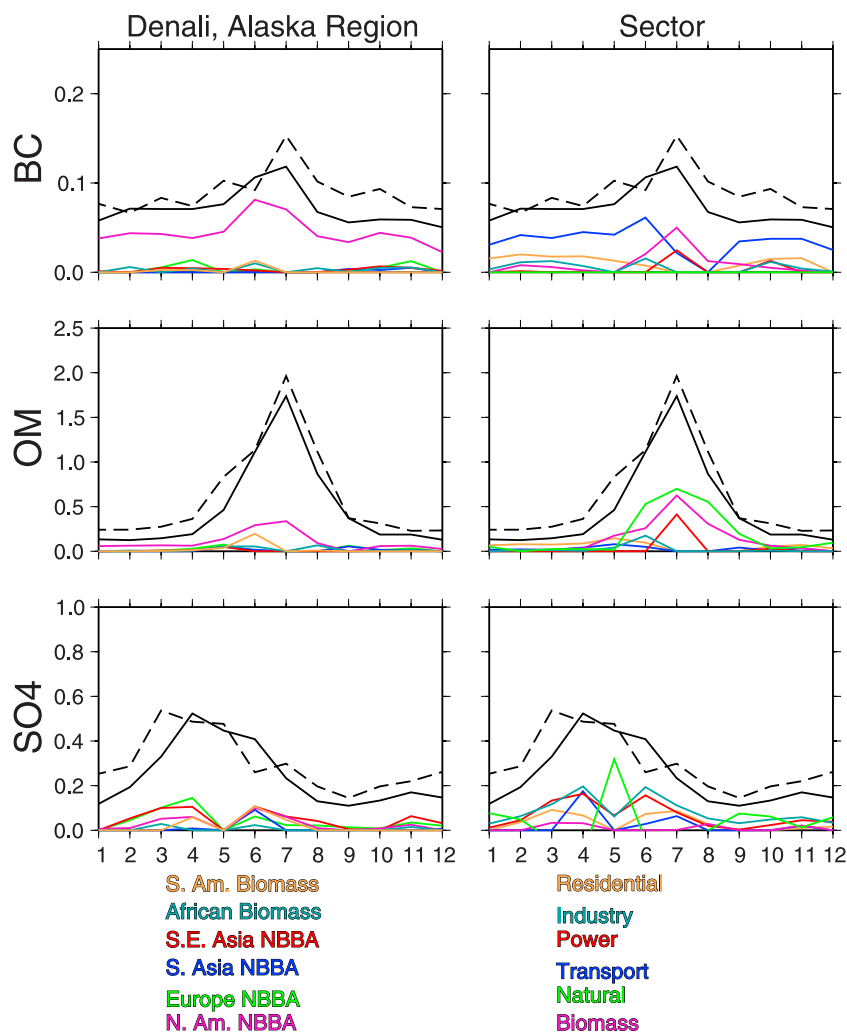 Denali, Alaska Region
Sector
BC
0.2
0.1
0.0
OM
2.5
2.0
1.5
1.0
0.5
0.0
SO4
1.0
0.8
0.6
0.4
0.2
0.0
1 2 3 4 5 6 7 8 9 10 11 12
1 2 3 4 5 6 7 8 9 10 11 12
S. Am. Biomass
African Biomass
S.E. Asia NBBA
S. Asia NBBA
Europe NBBA
N. Am. NBBA
Residential
Industry
Power
Transport
Natural
Biomass